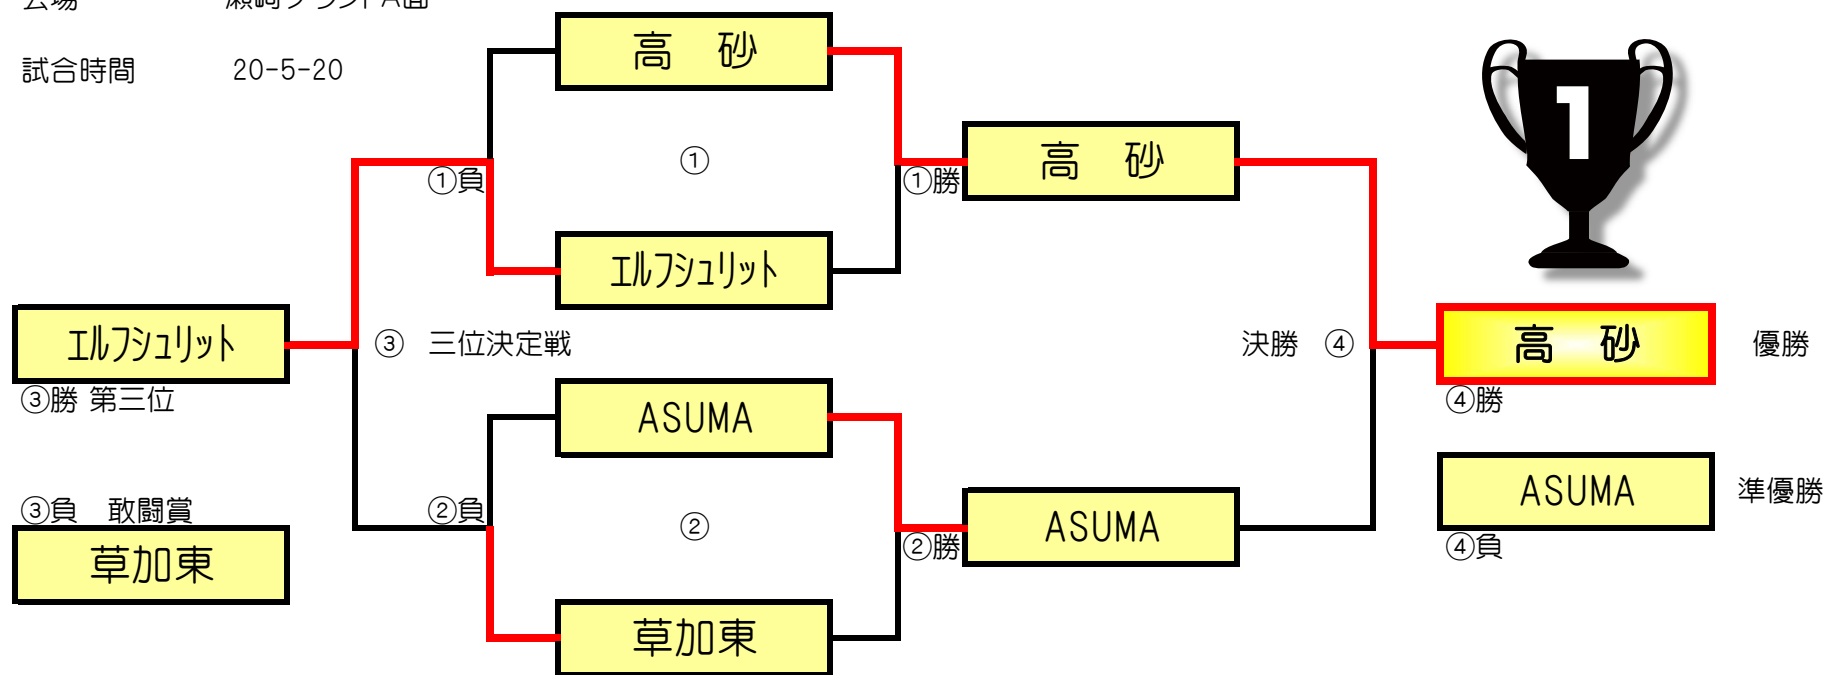 試合時間 20-5-20
高 砂
①
①負
①勝
高 砂
エルフシュリット
エルフシュリット
③ 三位決定戦
決勝 ④
高 砂
優勝
③勝 第三位
④勝
ASUMA
ASUMA
準優勝
③負 敢闘賞
②負
②
②勝
ASUMA
④負
草加東
草加東
1